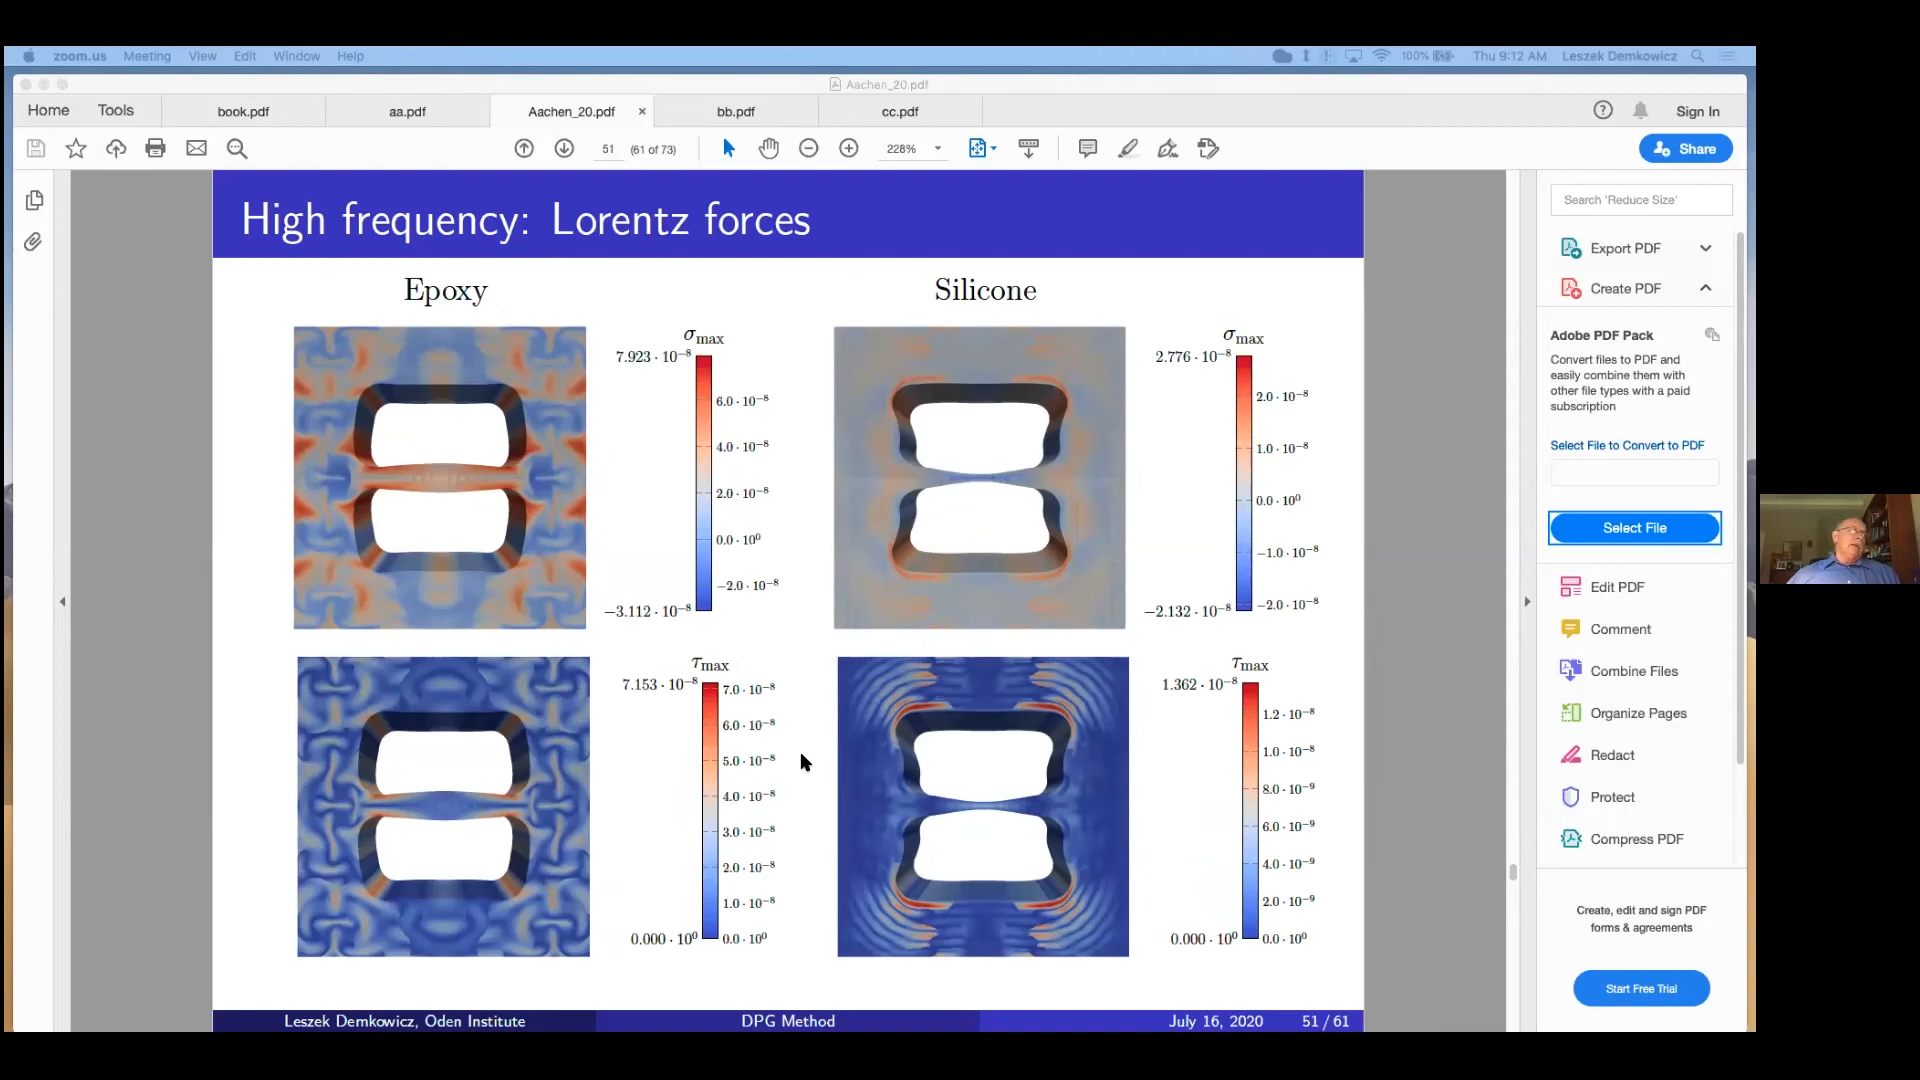 zoom.us Meeting View Edit Window Help 100% Thu 9:12 AM Leszek Demkowicz
Aachen_20.pdf
Home Tools book.pdf aa.pdf Aachen_20.pdf × bb.pdf cc.pdf Sign In
51 (61 of 73) 228% Share
High frequency: Lorentz forces
Epoxy Silicone
σmax
7.923 · 10⁻⁸
6.0 · 10⁻⁸
4.0 · 10⁻⁸
2.0 · 10⁻⁸
0.0 · 10⁰
−2.0 · 10⁻⁸
−3.112 · 10⁻⁸
σmax
2.776 · 10⁻⁸
2.0 · 10⁻⁸
1.0 · 10⁻⁸
0.0 · 10⁰
−1.0 · 10⁻⁸
−2.0 · 10⁻⁸
−2.132 · 10⁻⁸
τmax
7.153 · 10⁻⁸
7.0 · 10⁻⁸
6.0 · 10⁻⁸
5.0 · 10⁻⁸
4.0 · 10⁻⁸
3.0 · 10⁻⁸
2.0 · 10⁻⁸
1.0 · 10⁻⁸
0.000 · 10⁰
0.0 · 10⁰
τmax
1.362 · 10⁻⁸
1.2 · 10⁻⁸
1.0 · 10⁻⁸
8.0 · 10⁻⁹
6.0 · 10⁻⁹
4.0 · 10⁻⁹
2.0 · 10⁻⁹
0.000 · 10⁰
0.0 · 10⁰
Leszek Demkowicz, Oden Institute DPG Method July 16, 2020 51 / 61
Search 'Reduce Size'
Export PDF
Create PDF
Adobe PDF Pack
Convert files to PDF and
easily combine them with
other file types with a paid
subscription
Select File to Convert to PDF
Select File
Edit PDF
Comment
Combine Files
Organize Pages
Redact
Protect
Compress PDF
Create, edit and sign PDF
forms & agreements
Start Free Trial